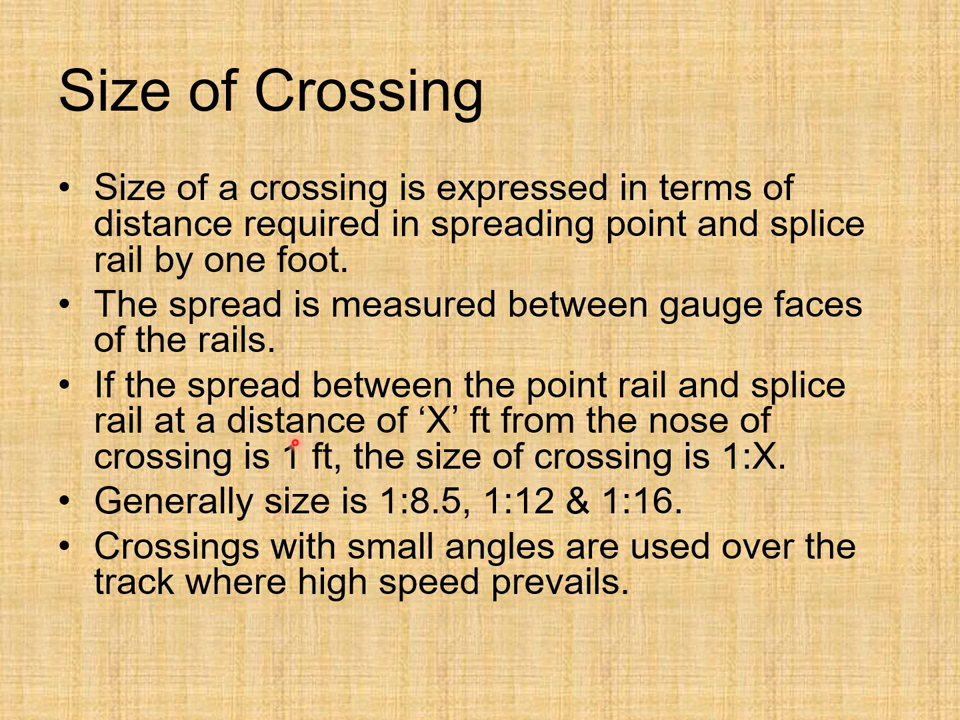 Size of Crossing
• Size of a crossing is expressed in terms of
distance required in spreading point and splice
rail by one foot.
• The spread is measured between gauge faces
of the rails.
• If the spread between the point rail and splice
rail at a distance of ‘X’ ft from the nose of
crossing is 1 ft, the size of crossing is 1:X.
• Generally size is 1:8.5, 1:12 & 1:16.
• Crossings with small angles are used over the
track where high speed prevails.